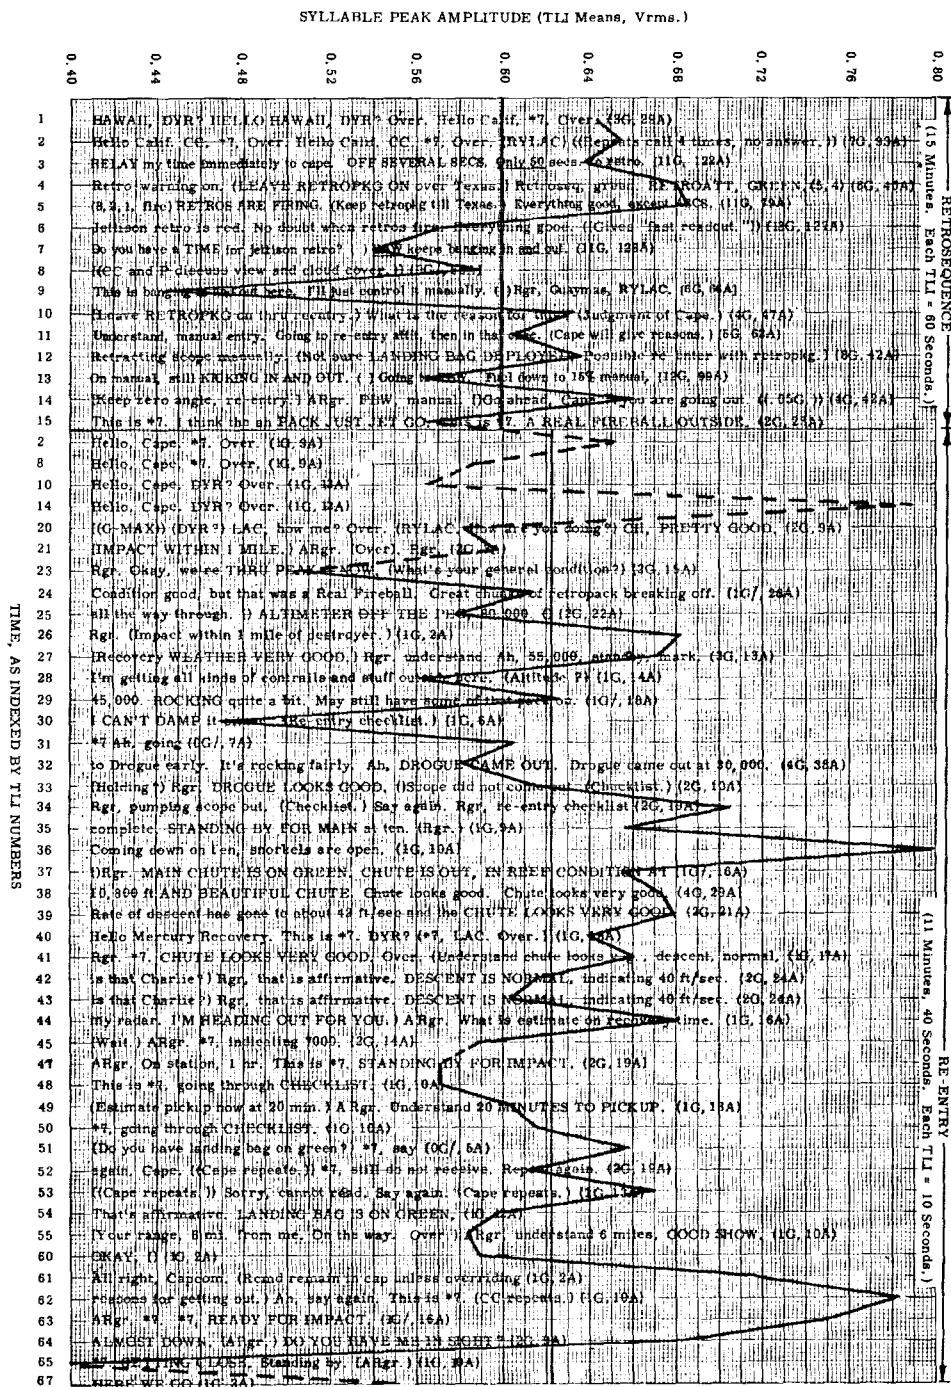 SYLLABLE PEAK AMPLITUDE (TLI Means, Vrms.)
0.40 0.44 0.48 0.52 0.56 0.60 0.64 0.68 0.72 0.76 0.80
1 HAWAII, DYR? HELLO HAWAII, DYR? Over. Hello Calif. *7, Over. (3G, 28A)
2 Hello Calif. CC, *7, Over. Hello Calif. CC, *7, Over. (RYLAC) ((Repeats call 4 times, no answer.)) (7G, 93A)
3 RELAY my time immediately to cape. OFF SEVERAL SECS. Only 50 secs. to retro. (11G, 122A)
4 Retro warning on. (LEAVE RETROPKG ON over Texas.) Retroseq, green. RETROATT, GREEN, (5, 4) (8G, 45A)
5 (3,2,1, fire) RETROS ARE FIRING. (Keep retropkg till Texas.) Everything good, except SECS, (11G, 79A)
6 Jettison retro is red. No doubt when retros fire. Everything good. ((Gives "fast readout.")) (13G, 127A)
7 Do you have a TIME for jettison retro? keeps banging in and out. (11G, 128A)
8 ((CC and P discuss view and cloud cover.))
9 This is banging in and out here. I'll just control it manually. ( )Rgr, Guaymas, RYLAC. (6G, 84A)
10 (Leave RETROPKG on thru reentry.) What is the reason for this? (Judgment of Cape.) (4G, 47A)
11 Understand, manual entry. Going to re-entry attit, then in that case. (Cape will give reasons.) (5G, 62A)
12 Retracting scope manually. (Not sure LANDING BAG DEPLOYED. Possible re-enter with retropkg.) (8G, 42A)
13 On manual, still KICKING IN AND OUT. ( ) Going Fuel down to 15% manual, (12G, 99A)
14 (Keep zero angle, re-entry.) ARgr. FBW, manual. ()Go ahead, Cape you are going out. ((.05G.)) (4G, 42A)
15 This is *7. I think the ah PACK JUST LET GO. This is *7. A REAL FIREBALL OUTSIDE, (2G, 25A)
2 Hello, Cape. *7. Over. (1G, 9A)
8 Hello, Cape. *7. Over. (1G, 9A)
10 Hello, Cape. DYR? Over. (1G, 13A)
14 Hello, Cape. DYR? Over. (1G, 13A)
20 ((G-MAX)) (DYR?) LAC, how me? Over. (RYLAC. How are you doing?) OH, PRETTY GOOD, (2G, 9A)
21 (IMPACT WITHIN 1 MILE.) ARgr. (Over). Rgr.
23 Rgr. Okay, we're THRU PEAK NOW. (What's your general condition?) (2G, 15A)
24 Condition good, but that was a Real Fireball. Great chunks of retropack breaking off. (1G/, 26A)
25 all the way through. () ALTIMETER OFF THE PEG 80,000. () (2G, 22A)
26 Rgr. (Impact within 1 mile of destroyer.) (1G, 2A)
27 (Recovery WEATHER VERY GOOD.) Rgr, understand. Ah, 55,000, standby, mark, (3G, 13A)
28 I'm getting all kinds of contrails and stuff outside here. (Altitude ?) (1G, 14A)
29 45,000. ROCKING quite a bit. May still have some of that pack on. (1G/, 18A)
30 I CAN'T DAMP it (Re-entry checklist.) (1G, 6A)
31 *7 Ah, going (0G/, 7A)
32 to Drogue early. It's rocking fairly. Ah, DROGUE CAME OUT. Drogue came out at 30,000. (4G, 38A)
33 (Holding?) Rgr, DROGUE LOOKS GOOD. ()Scope did not come (Checklist.) (2G, 10A)
34 Rgr, pumping scope out. (Checklist.) Say again. Rgr, re-entry checklist (2G, 19A)
35 complete, STANDING BY FOR MAIN at ten. (Rgr.) (1G, 9A)
36 Coming down on ten, snorkels are open, (1G, 10A)
37 ()Rgr. MAIN CHUTE IS ON GREEN. CHUTE IS OUT, IN REEF CONDITION AT (1G/, 16A)
38 10,800 ft AND BEAUTIFUL CHUTE. Chute looks good. Chute looks very good, (4G, 29A)
39 Rate of descent has gone to about 42 ft/sec and the CHUTE LOOKS VERY GOOD, (2G, 21A)
40 Hello Mercury Recovery. This is *7. DYR? (*7, LAC. Over.)
41 Rgr. *7. CHUTE LOOKS VERY GOOD. Over. (Understand chute looks descent, normal, (1G, 17A)
42 Is that Charlie?) Rgr, that is affirmative, DESCENT IS NORMAL, indicating 40 ft/sec. (2G, 24A)
43 Is that Charlie?) Rgr, that is affirmative, DESCENT IS NORMAL, indicating 40 ft/sec. (2G, 24A)
44 my radar. I'M HEADING OUT FOR YOU.) ARgr. What is estimate on recovery time. (1G, 16A)
45 (Wait.) ARgr. *7, indicating 7000. (2G, 14A)
47 ARgr. On station, 1 hr. This is *7, STANDING BY FOR IMPACT, (2G, 19A)
48 This is *7, going through CHECKLIST. (1G, 10A)
49 (Estimate pickup now at 20 min.) ARgr. Understand 20 MINUTES TO PICKUP. (1G, 13A)
50 *7, going through CHECKLIST. (1G, 10A)
51 (Do you have landing bag on green?) *7, say (0G/, 5A)
52 again, Cape. ((Cape repeats.)) *7, still do not receive. Repeat again. (2G, 19A)
53 ((Cape repeats.)) Sorry, cannot read. Say again. (Cape repeats.)
54 That's affirmative. LANDING BAG IS ON GREEN,
55 (Your range, 6 mi. from me. On the way. Over.) ARgr, understand 6 miles, GOOD SHOW, (1G, 10A)
60 OKAY, () (1G, 2A)
61 All right, Capcom. (Rcmd remain in cap unless overriding (1G, 2A)
62 reasons for getting out.) Ah, say again. This is *7. (CC repeats.) (1G, 10A)
63 ARgr. *7. *7, READY FOR IMPACT, (1G/, 16A)
64 ALMOST DOWN. (ARgr.) DO YOU HAVE ME IN SIGHT? (2G, 9A)
65 GETTING CLOSE. Standing by. (ARgr.) (1G, 10A)
67 HERE WE GO (1G, 3A)
TIME, AS INDEXED BY TLI NUMBERS
RETROSEQUENCE
(15 Minutes. Each TLI = 60 Seconds.)
RE-ENTRY
(11 Minutes, 40 Seconds. Each TLI = 10 Seconds.)